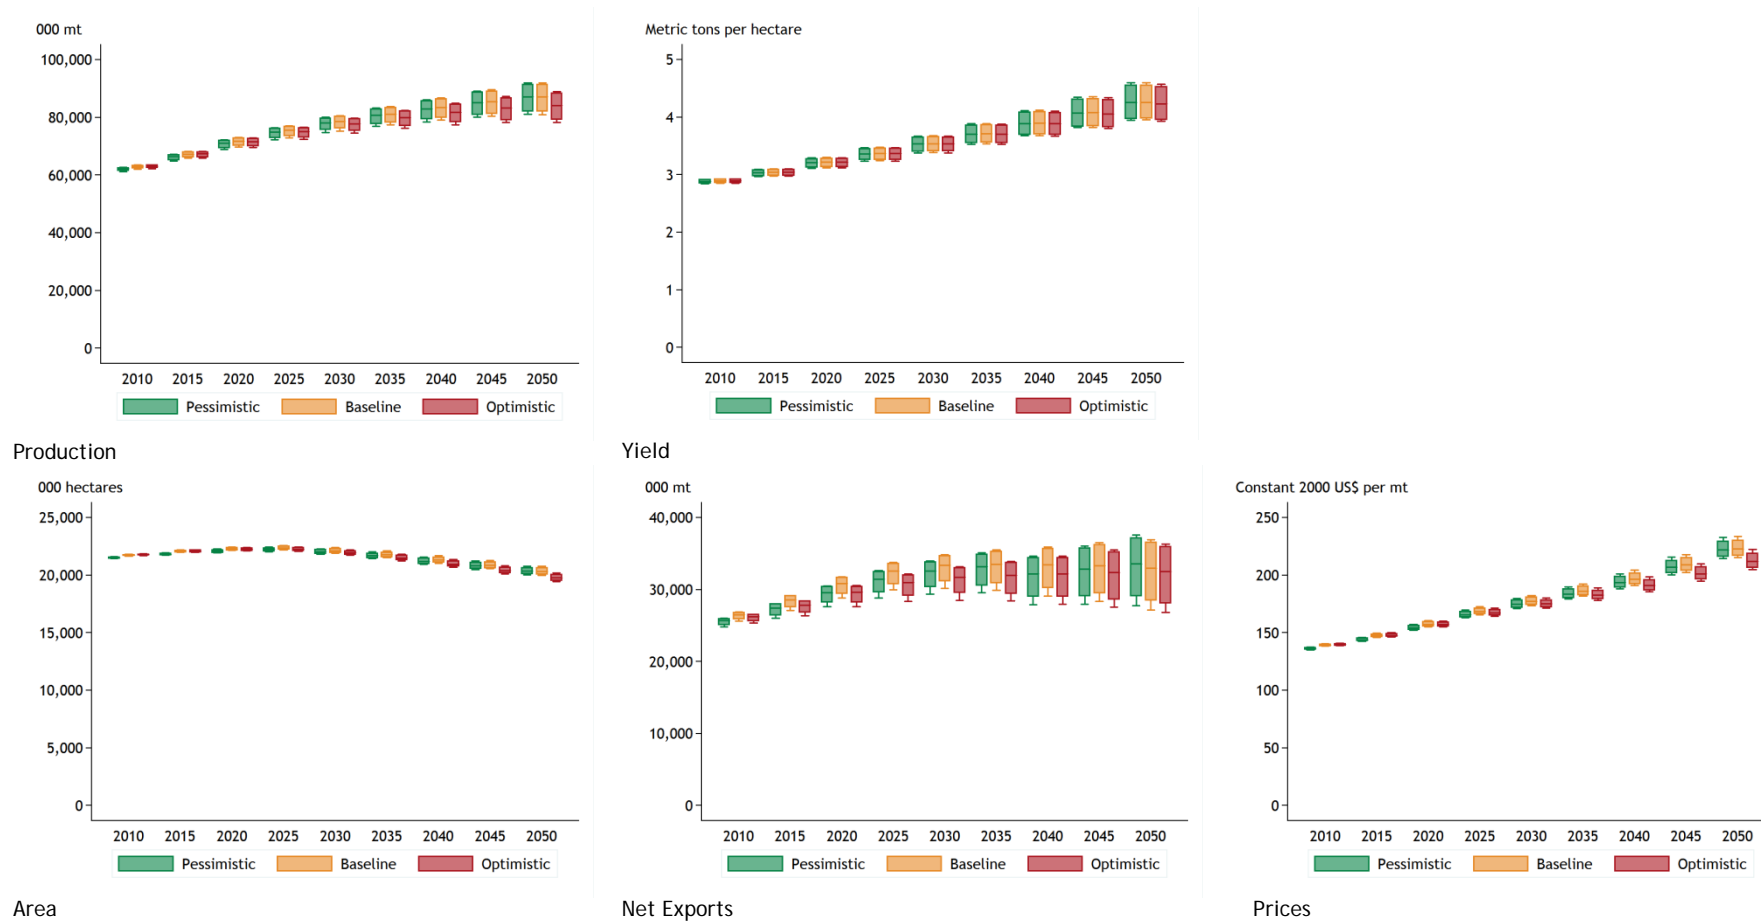 000 mt
100,000
80,000
60,000
40,000
20,000
0
2010 2015 2020 2025 2030 2035 2040 2045 2050
Pessimistic Baseline Optimistic
Production
Metric tons per hectare
5
4
3
2
1
0
2010 2015 2020 2025 2030 2035 2040 2045 2050
Pessimistic Baseline Optimistic
Yield
000 hectares
25,000
20,000
15,000
10,000
5,000
0
2010 2015 2020 2025 2030 2035 2040 2045 2050
Pessimistic Baseline Optimistic
Area
000 mt
40,000
30,000
20,000
10,000
0
2010 2015 2020 2025 2030 2035 2040 2045 2050
Pessimistic Baseline Optimistic
Net Exports
Constant 2000 US$ per mt
250
200
150
100
50
0
2010 2015 2020 2025 2030 2035 2040 2045 2050
Pessimistic Baseline Optimistic
Prices